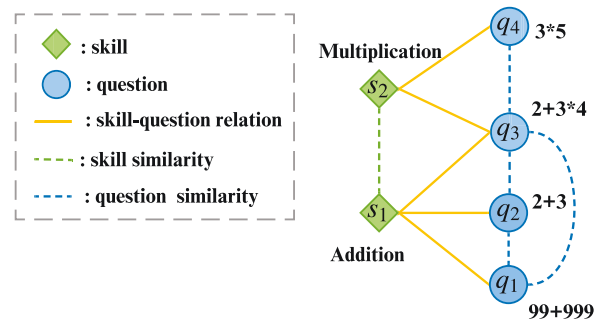 : skill
: question
: skill-question relation
: skill similarity
: question similarity
Multiplication
s2
s1
Addition
q4 3*5
q3 2+3*4
q2 2+3
q1
99+999